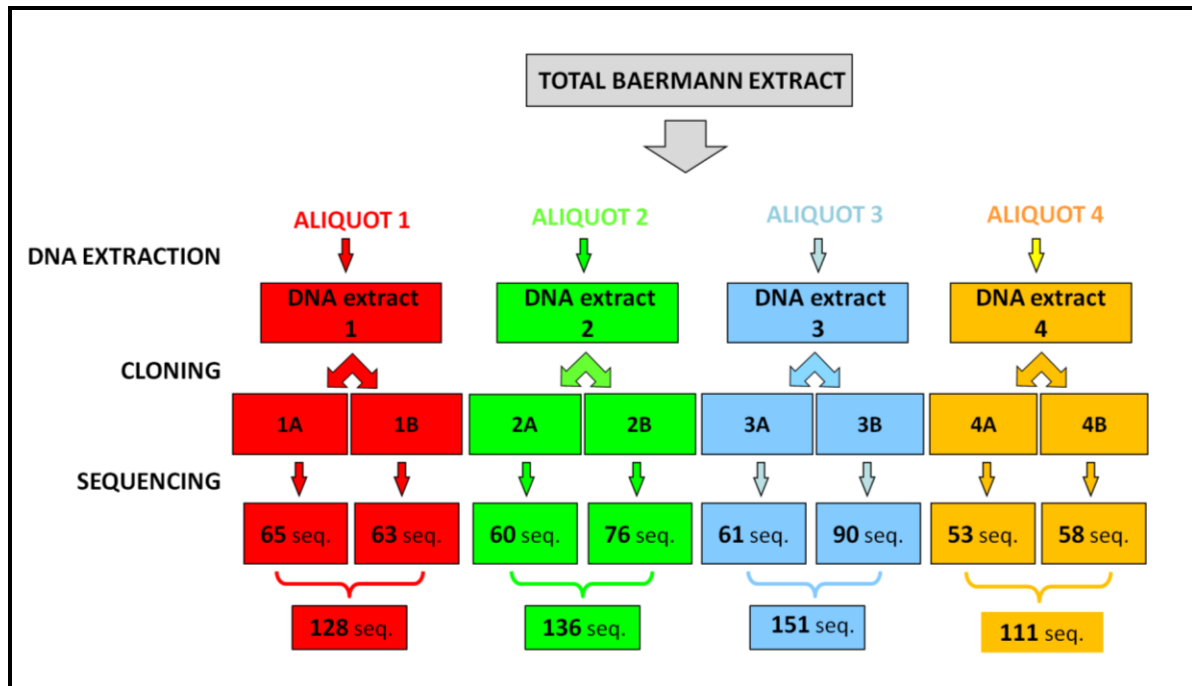 TOTAL BAERMANN EXTRACT
ALIQUOT 1
ALIQUOT 2
ALIQUOT 3
ALIQUOT 4
DNA EXTRACTION
DNA extract
1
DNA extract
2
DNA extract
3
DNA extract
4
CLONING
1A
1B
2A
2B
3A
3B
4A
4B
SEQUENCING
65 seq.
63 seq.
60 seq.
76 seq.
61 seq.
90 seq.
53 seq.
58 seq.
128 seq.
136 seq.
151 seq.
111 seq.